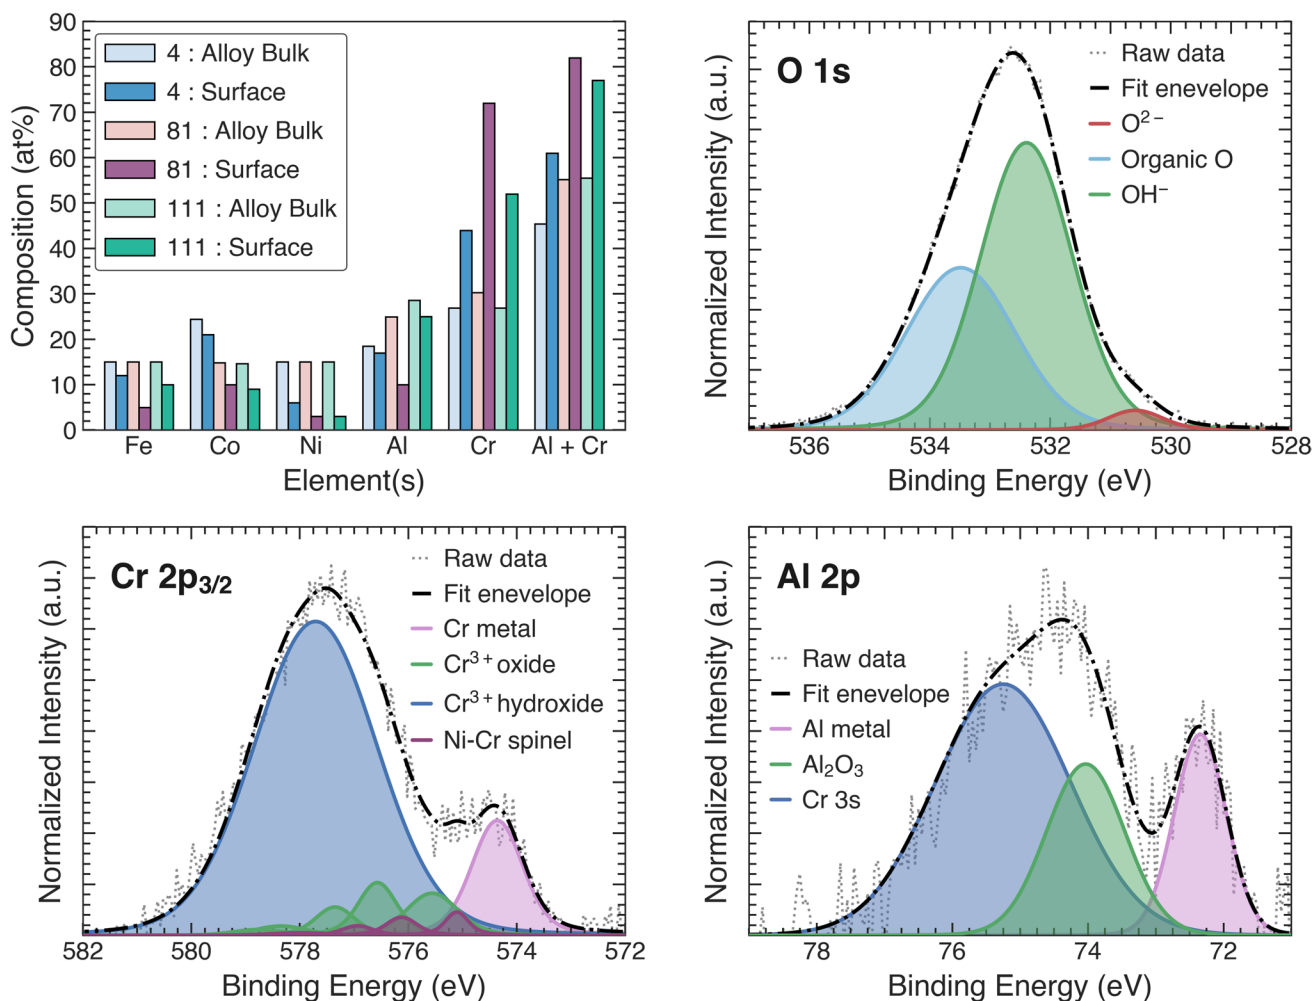 90
80
70
60
50
40
30
20
10
0
Composition (at%)
4 : Alloy Bulk
4 : Surface
81 : Alloy Bulk
81 : Surface
111 : Alloy Bulk
111 : Surface
Fe Co Ni Al Cr Al + Cr
Element(s)
O 1s
Normalized Intensity (a.u.)
Raw data
Fit enevelope
O²⁻
Organic O
OH⁻
536 534 532 530 528
Binding Energy (eV)
Cr 2p₃/₂
Normalized Intensity (a.u.)
Raw data
Fit enevelope
Cr metal
Cr³⁺ oxide
Cr³⁺ hydroxide
Ni-Cr spinel
582 580 578 576 574 572
Binding Energy (eV)
Al 2p
Normalized Intensity (a.u.)
Raw data
Fit enevelope
Al metal
Al₂O₃
Cr 3s
78 76 74 72
Binding Energy (eV)